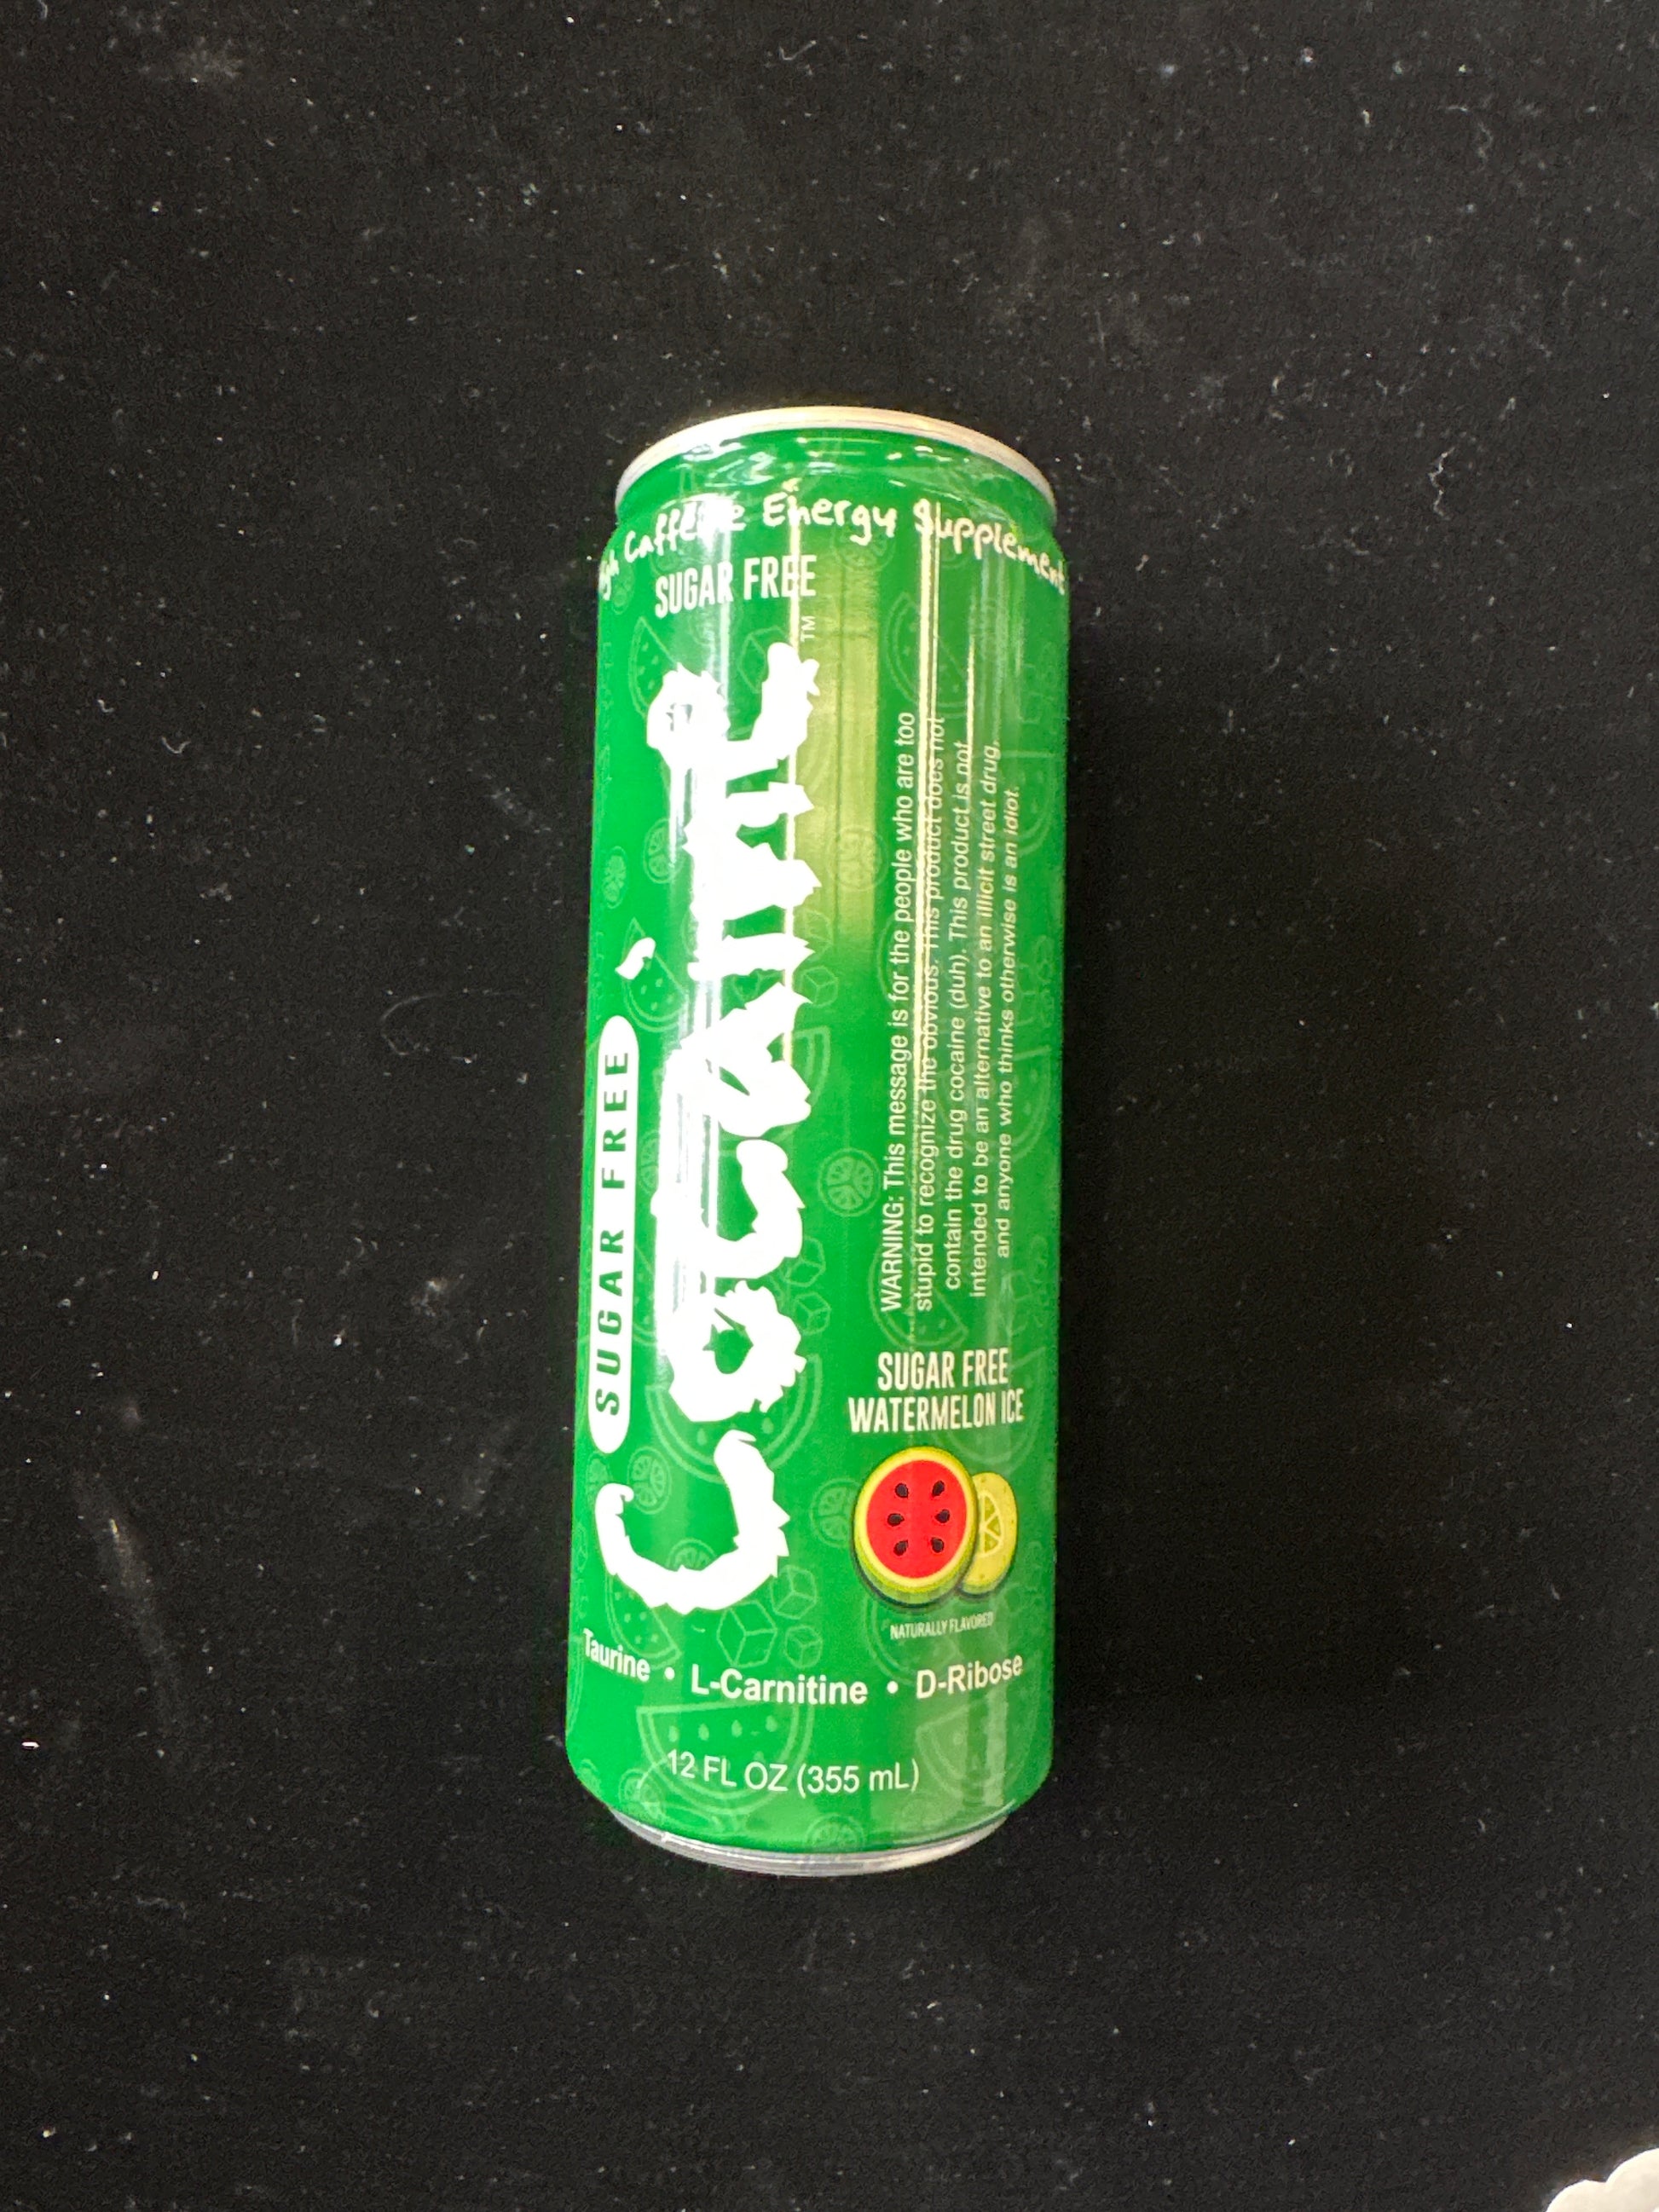 High Caffeine Energy Supplement
SUGAR FREE
SUGAR FREE
Cocaine™
WARNING: This message is for the people who are too
stupid to recognize the obvious. This product does not
contain the drug cocaine (duh). This product is not
intended to be an alternative to an illicit street drug,
and anyone who thinks otherwise is an idiot.
SUGAR FREE
WATERMELON ICE
NATURALLY FLAVORED
Taurine • L-Carnitine • D-Ribose
12 FL OZ (355 mL)